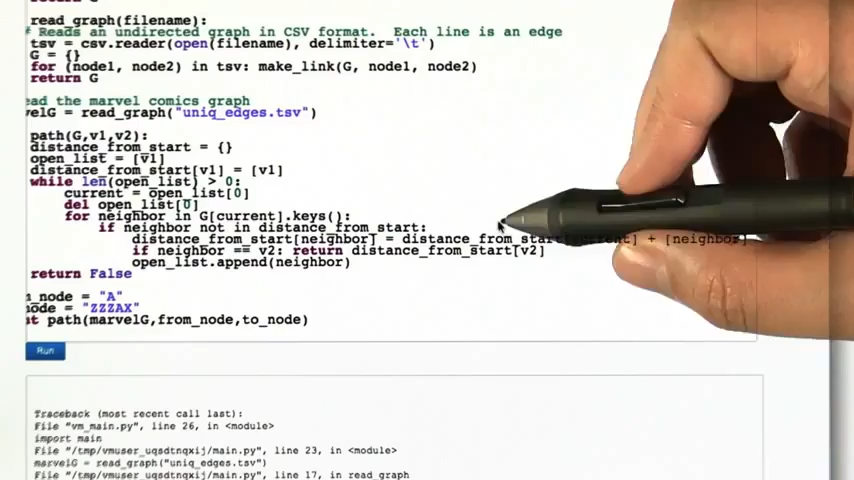 read_graph(filename):
# Reads an undirected graph in CSV format. Each line is an edge
tsv = csv.reader(open(filename), delimiter='\t')
G = {}
for (node1, node2) in tsv: make_link(G, node1, node2)
return G
ead the marvel comics graph
velG = read_graph("uniq_edges.tsv")
path(G,v1,v2):
distance_from_start = {}
open_list = [v1]
distance_from_start[v1] = [v1]
while len(open_list) > 0:
current = open_list[0]
del open_list[0]
for neighbor in G[current].keys():
if neighbor not in distance_from_start:
distance_from_start[neighbor] = distance_from_start[current] + [neighbor]
if neighbor == v2: return distance_from_start[v2]
open_list.append(neighbor)
return False
m_node = "A"
node = "ZZZAX"
nt path(marvelG,from_node,to_node)
Run
Traceback (most recent call last):
File "vm_main.py", line 26, in <module>
import main
File "/tmp/vmuser_uqsdtnqxij/main.py", line 23, in <module>
marvelG = read_graph("uniq_edges.tsv")
File "/tmp/vmuser_uqsdtnqxij/main.py", line 17, in read_graph